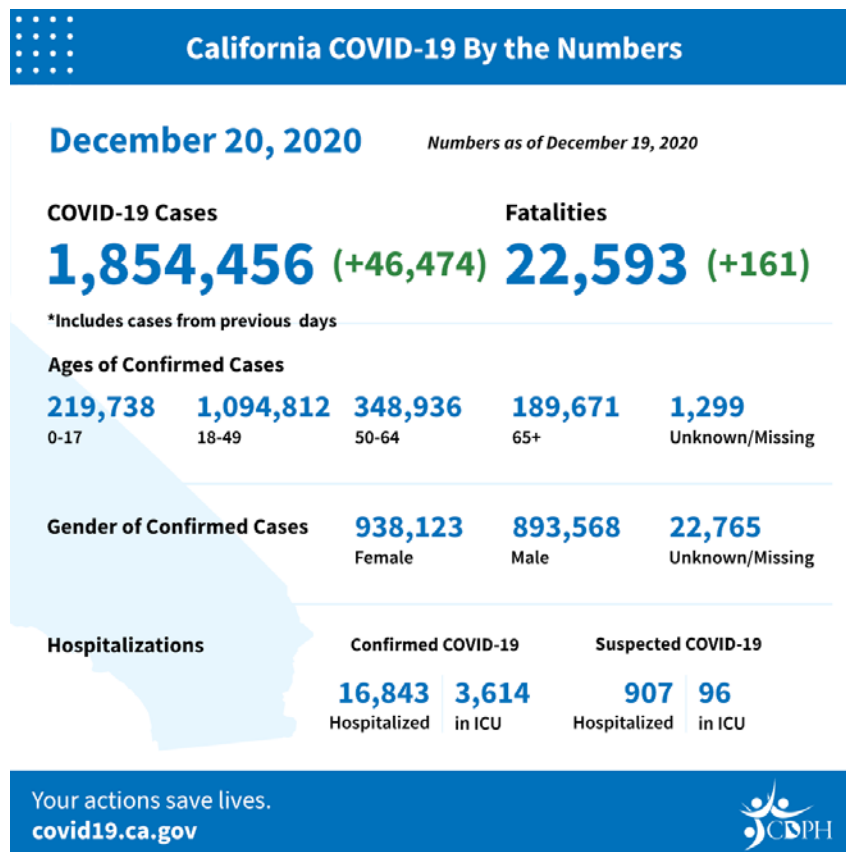 California COVID-19 By the Numbers
December 20, 2020
Numbers as of December 19, 2020
COVID-19 Cases
Fatalities
1,854,456 (+46,474)
22,593 (+161)
*Includes cases from previous days
Ages of Confirmed Cases
219,738 1,094,812 348,936 189,671 1,299
0-17 18-49 50-64 65+ Unknown/Missing
Gender of Confirmed Cases
938,123 893,568 22,765
Female Male Unknown/Missing
Hospitalizations
Confirmed COVID-19 Suspected COVID-19
16,843 3,614 907 96
Hospitalized in ICU Hospitalized in ICU
Your actions save lives.
covid19.ca.gov
CDPH